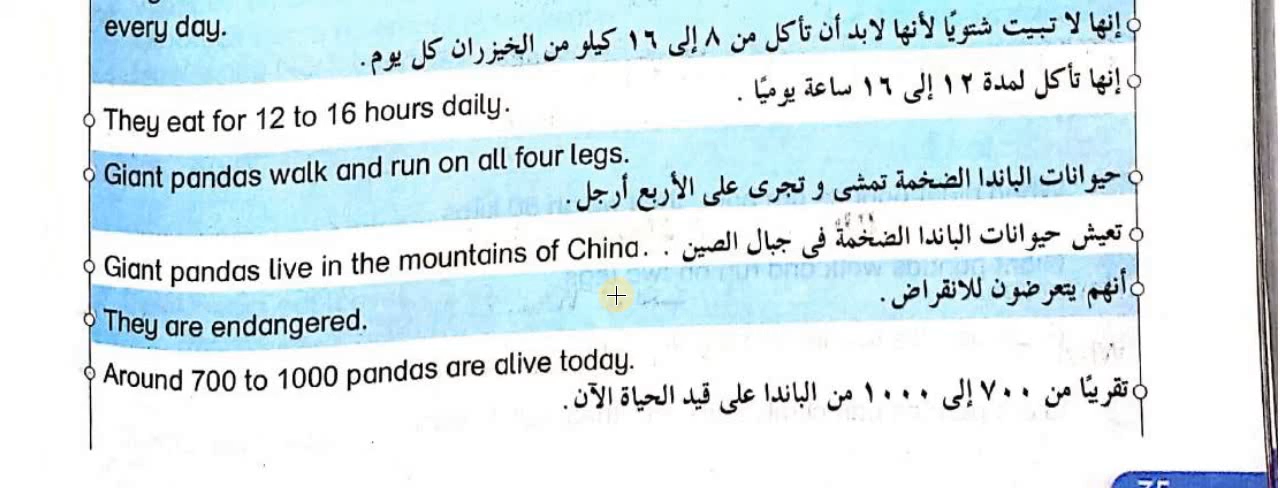 every day.
إنها لا تبيت شتويًا لأنها لابد أن تأكل من ٨ إلى ١٦ كيلو من الخيزران كل يوم.
They eat for 12 to 16 hours daily.
إنها تأكل لمدة ١٢ إلى ١٦ ساعة يوميًا .
Giant pandas walk and run on all four legs.
حيوانات الباندا الضخمة تمشى و تجرى على الأربع أرجل.
Giant pandas live in the mountains of China.
تعيش حيوانات الباندا الضخمة فى جبال الصين .
They are endangered.
أنهم يتعرضون للانقراض.
Around 700 to 1000 pandas are alive today.
تقريبًا من ٧٠٠ إلى ١٠٠٠ من الباندا على قيد الحياة الآن.